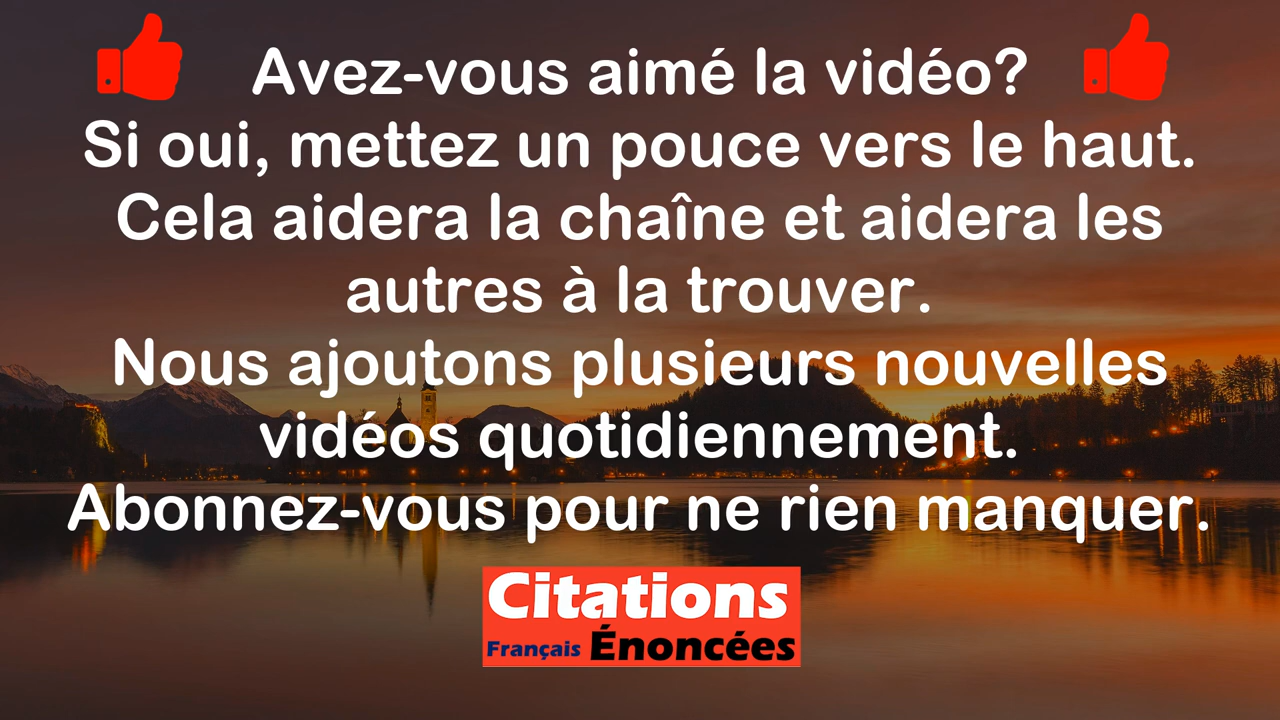 Avez-vous aimé la vidéo?
Si oui, mettez un pouce vers le haut.
Cela aidera la chaîne et aidera les
autres à la trouver.
Nous ajoutons plusieurs nouvelles
vidéos quotidiennement.
Abonnez-vous pour ne rien manquer.
Citations
Français Énoncées